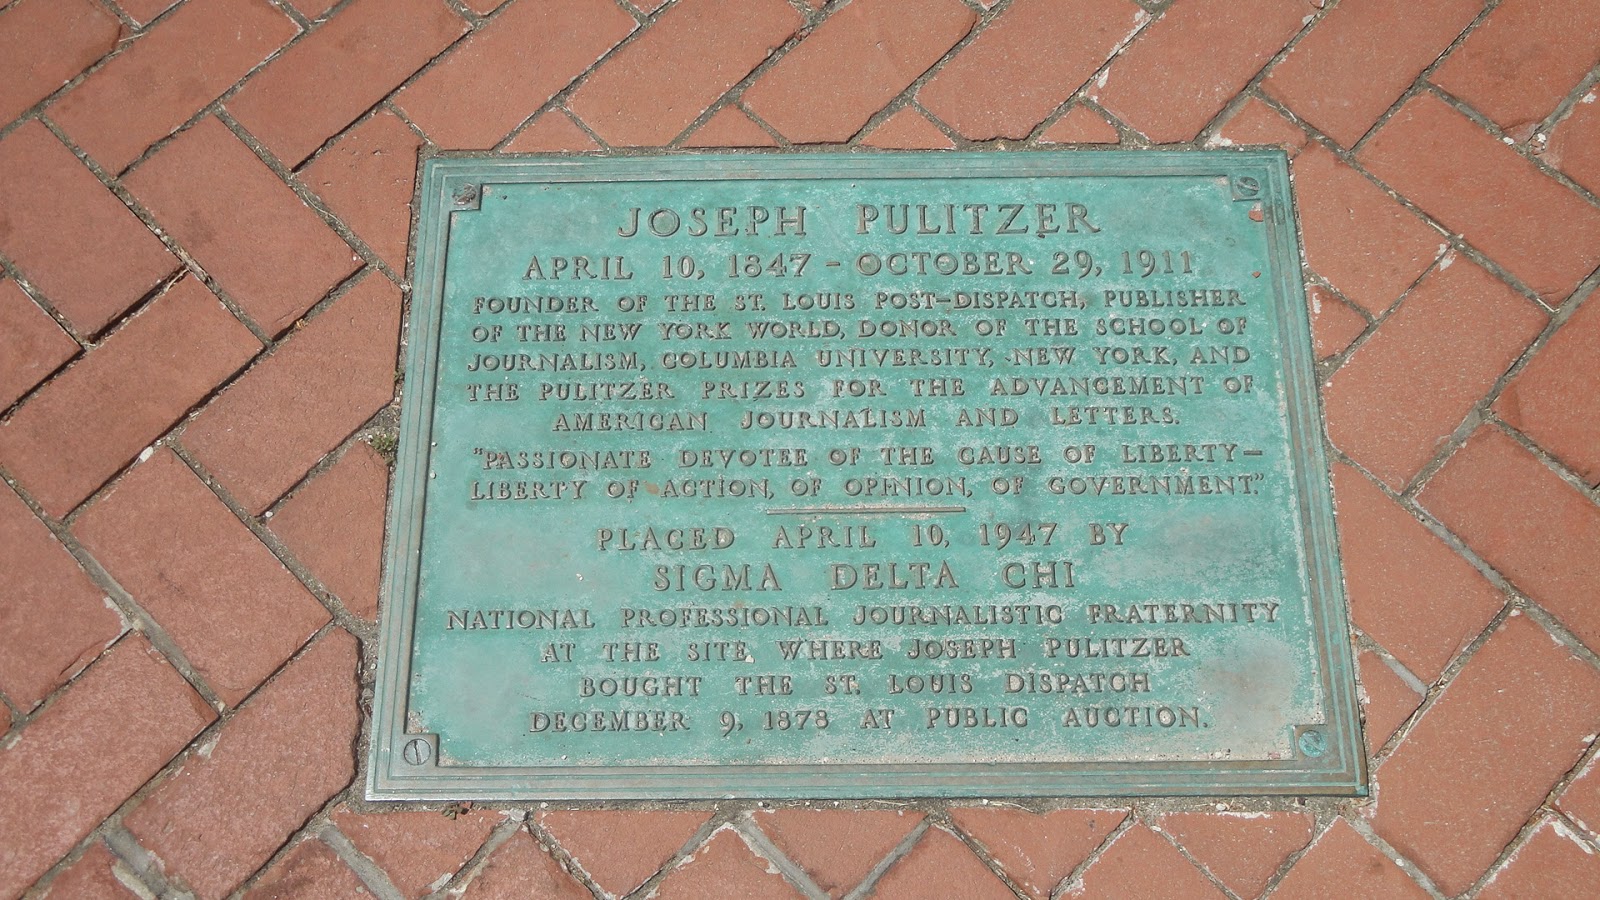 JOSEPH PULITZER
APRIL 10, 1847 - OCTOBER 29, 1911
FOUNDER OF THE ST. LOUIS POST-DISPATCH, PUBLISHER
OF THE NEW YORK WORLD, DONOR OF THE SCHOOL OF
JOURNALISM, COLUMBIA UNIVERSITY, NEW YORK, AND
THE PULITZER PRIZES FOR THE ADVANCEMENT OF
AMERICAN JOURNALISM AND LETTERS.
"PASSIONATE DEVOTEE OF THE CAUSE OF LIBERTY—
LIBERTY OF ACTION, OF OPINION, OF GOVERNMENT."
PLACED APRIL 10, 1947 BY
SIGMA DELTA CHI
NATIONAL PROFESSIONAL JOURNALISTIC FRATERNITY
AT THE SITE WHERE JOSEPH PULITZER
BOUGHT THE ST. LOUIS DISPATCH
DECEMBER 9, 1878 AT PUBLIC AUCTION.